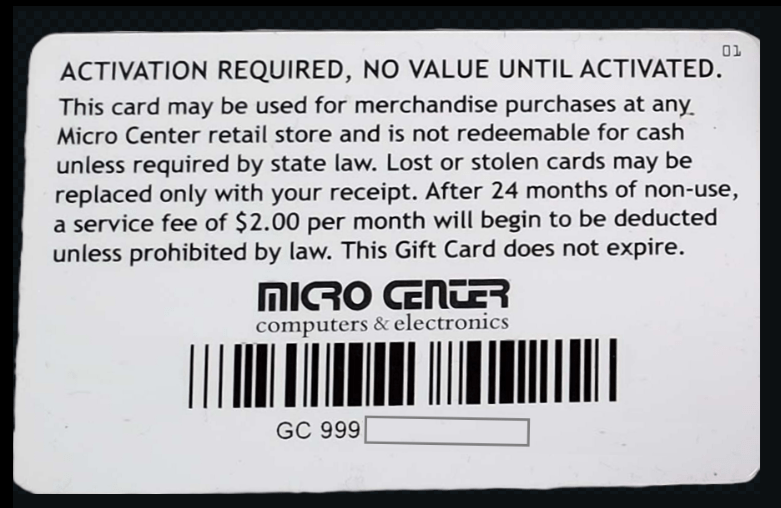 01
ACTIVATION REQUIRED, NO VALUE UNTIL ACTIVATED.
This card may be used for merchandise purchases at any
Micro Center retail store and is not redeemable for cash
unless required by state law. Lost or stolen cards may be
replaced only with your receipt. After 24 months of non-use,
a service fee of $2.00 per month will begin to be deducted
unless prohibited by law. This Gift Card does not expire.
MICRO CENTER
computers & electronics
GC 999